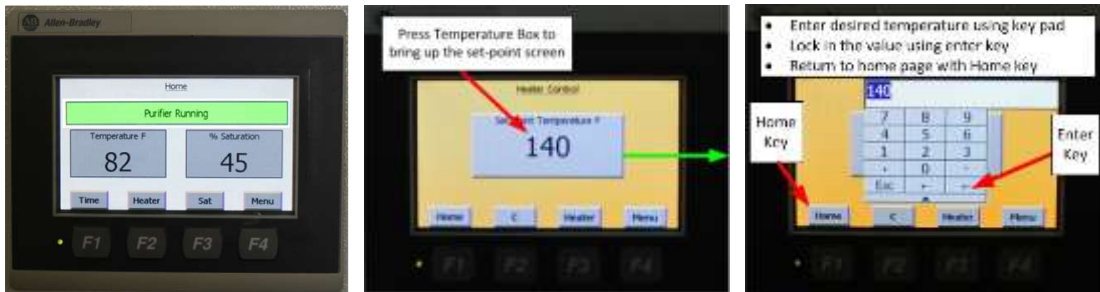 AB Allen-Bradley
Home
Purifier Running
Temperature F
% Saturation
82
45
Time
Heater
Sat
Menu
F1
F2
F3
F4
Press Temperature Box to
bring up the set-point screen
Heater Control
Set Point Temperature F
140
Home
C
Heater
Menu
F1
F2
F3
F4
• Enter desired temperature using key pad
• Lock in the value using enter key
• Return to home page with Home key
140
7 8 9
4 5 6
1 2 3
. 0 -
Esc ← ↵
Home
Key
Enter
Key
Home
C
Heater
Menu
F1
F2
F3
F4